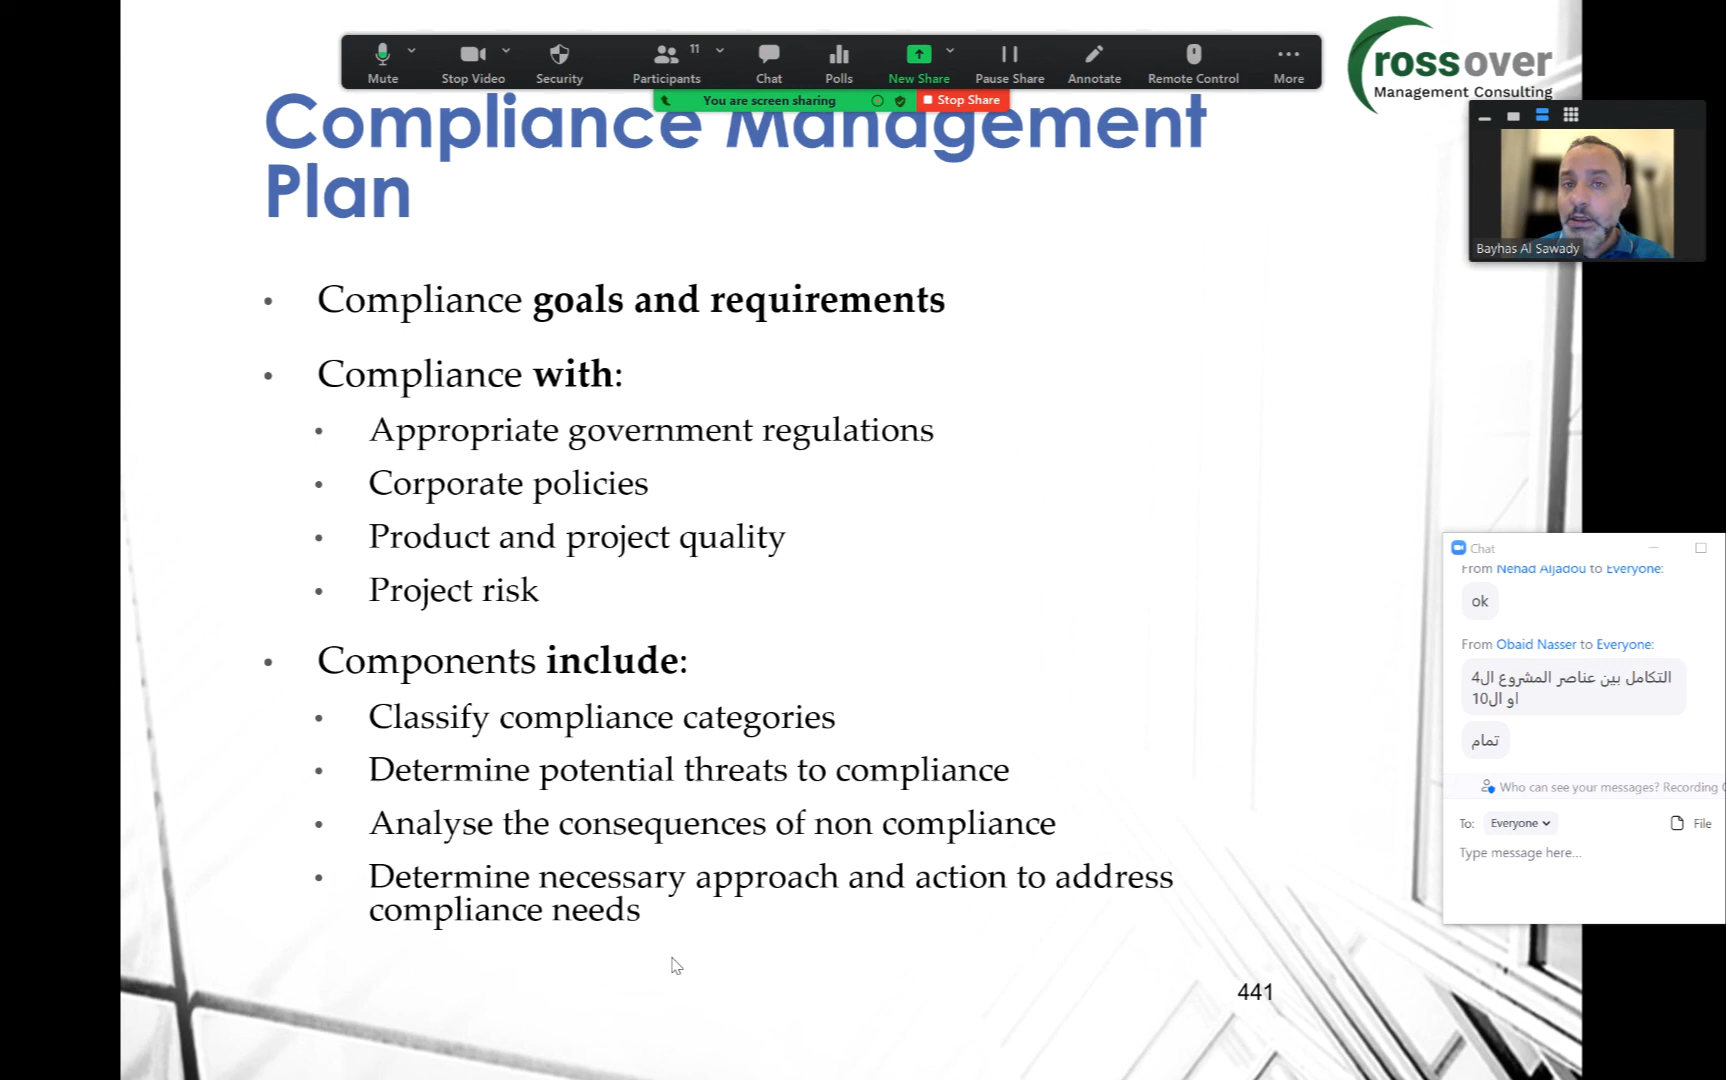 Mute
Stop Video
Security
Participants
11
Chat
Polls
New Share
Pause Share
Annotate
Remote Control
More
You are screen sharing
Stop Share
rossover
Management Consulting
Compliance Management
Plan
Bayhas Al Sawady
• Compliance goals and requirements
• Compliance with:
• Appropriate government regulations
• Corporate policies
• Product and project quality
• Project risk
• Components include:
• Classify compliance categories
• Determine potential threats to compliance
• Analyse the consequences of non compliance
• Determine necessary approach and action to address
compliance needs
441
Chat
From Nehad Aljadou to Everyone:
ok
From Obaid Nasser to Everyone:
التكامل بين عناصر المشروع ال4
او ال10
تمام
Who can see your messages? Recording
To: Everyone
File
Type message here...